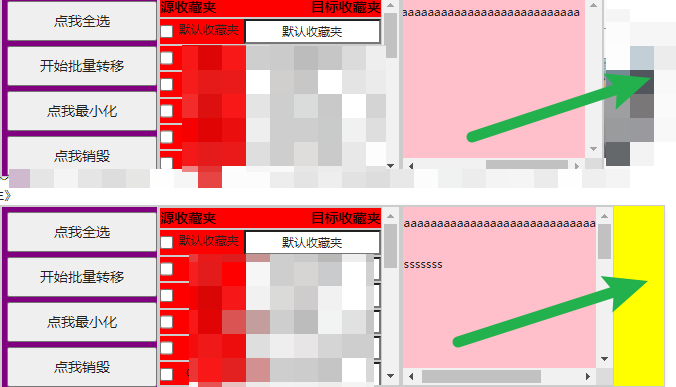 点我全选
开始批量转移
点我最小化
点我销毁
源收藏夹 目标收藏夹
默认收藏夹 默认收藏夹
aaaaaaaaaaaaaaaaaaaaaaaaaaa
》
点我全选
开始批量转移
点我最小化
点我销毁
源收藏夹 目标收藏夹
默认收藏夹 默认收藏夹
aaaaaaaaaaaaaaaaaaaaaaaaaaaaa
sssssss